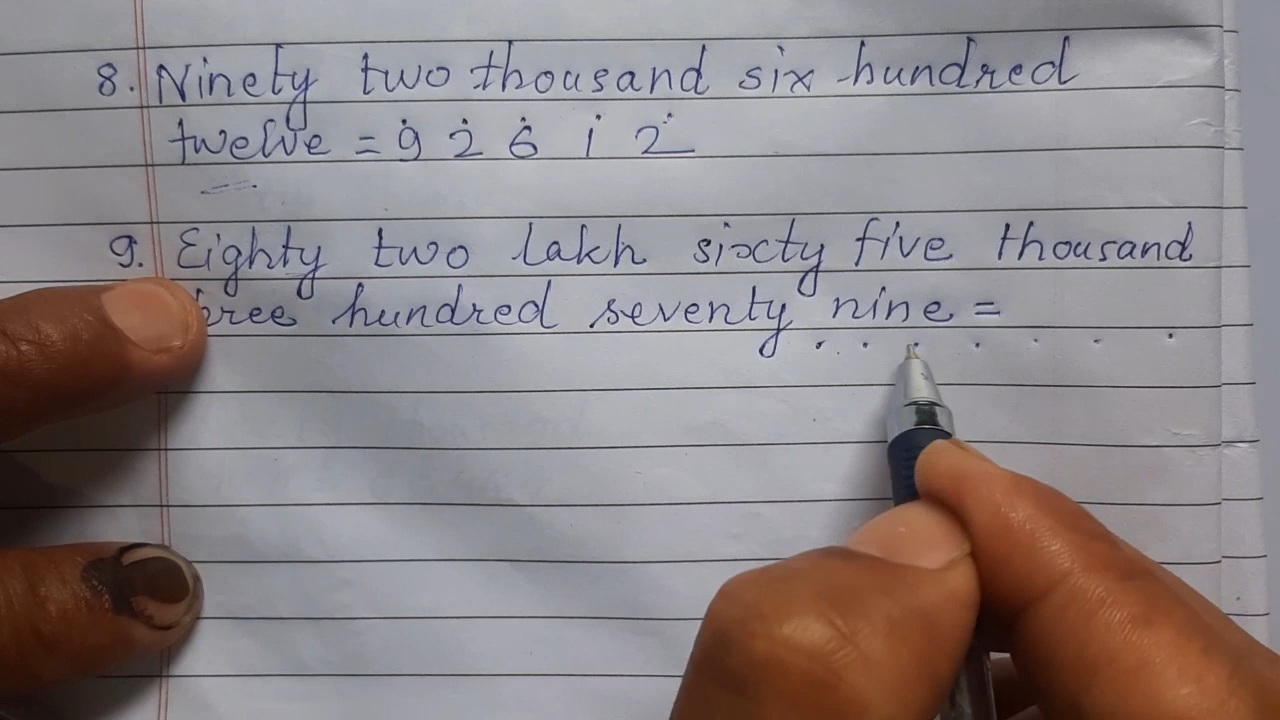 8. Ninety two thousand six hundred
twelve = 9 2 6 1 2
9. Eighty two lakh sixty five thousand
hundred seventy nine =